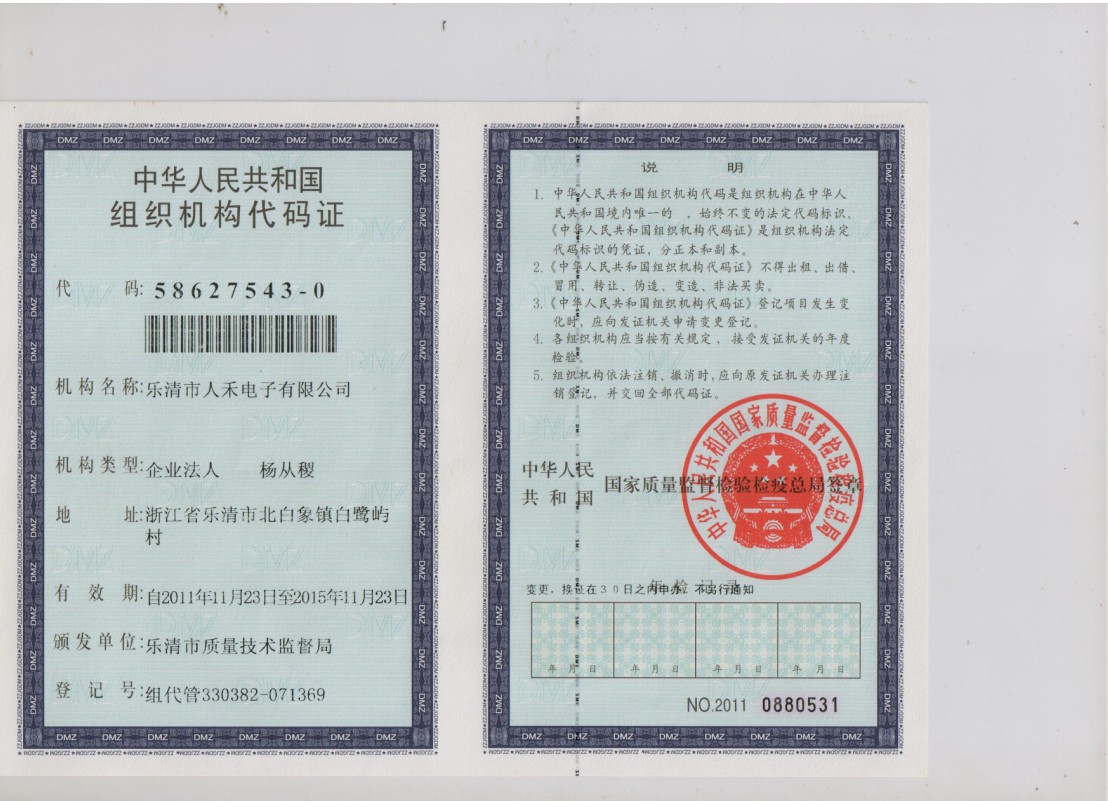 中华人民共和国
组织机构代码证
代 码: 58627543-0
机构名称:乐清市人禾电子有限公司
机构类型:企业法人 杨从稷
地 址:浙江省乐清市北白象镇白鹭屿
村
有 效 期:自2011年11月23日至2015年11月23日
颁发单位:乐清市质量技术监督局
登 记 号:组代管330382-071369
说 明
1. 中华人民共和国组织机构代码是组织机构在中华人
民共和国境内唯一的 ，始终不变的法定代码标识，
《中华人民共和国组织机构代码证》是组织机构法定
代码标识的凭证，分正本和副本。
2.《中华人民共和国组织机构代码证》不得出租、出借、
冒用、转让、伪造、变造、非法买卖。
3.《中华人民共和国组织机构代码证》登记项目发生变
化时，应向发证机关申请变更登记。
4. 各组织机构应当按有关规定 ，接受发证机关的年度
检验。
5. 组织机构依法注销、撤消时,应向原发证机关办理注
销登记，并交回全部代码证。
中华人民
共和国
国家质量监督检验检疫总局签章
中华人民共和国国家质量监督检验检疫总局
年检记录
变更，换证在30日之内申办，不另行通知
年 月 日 年 月 日 年 月 日 年 月 日
NO.2011 0880531